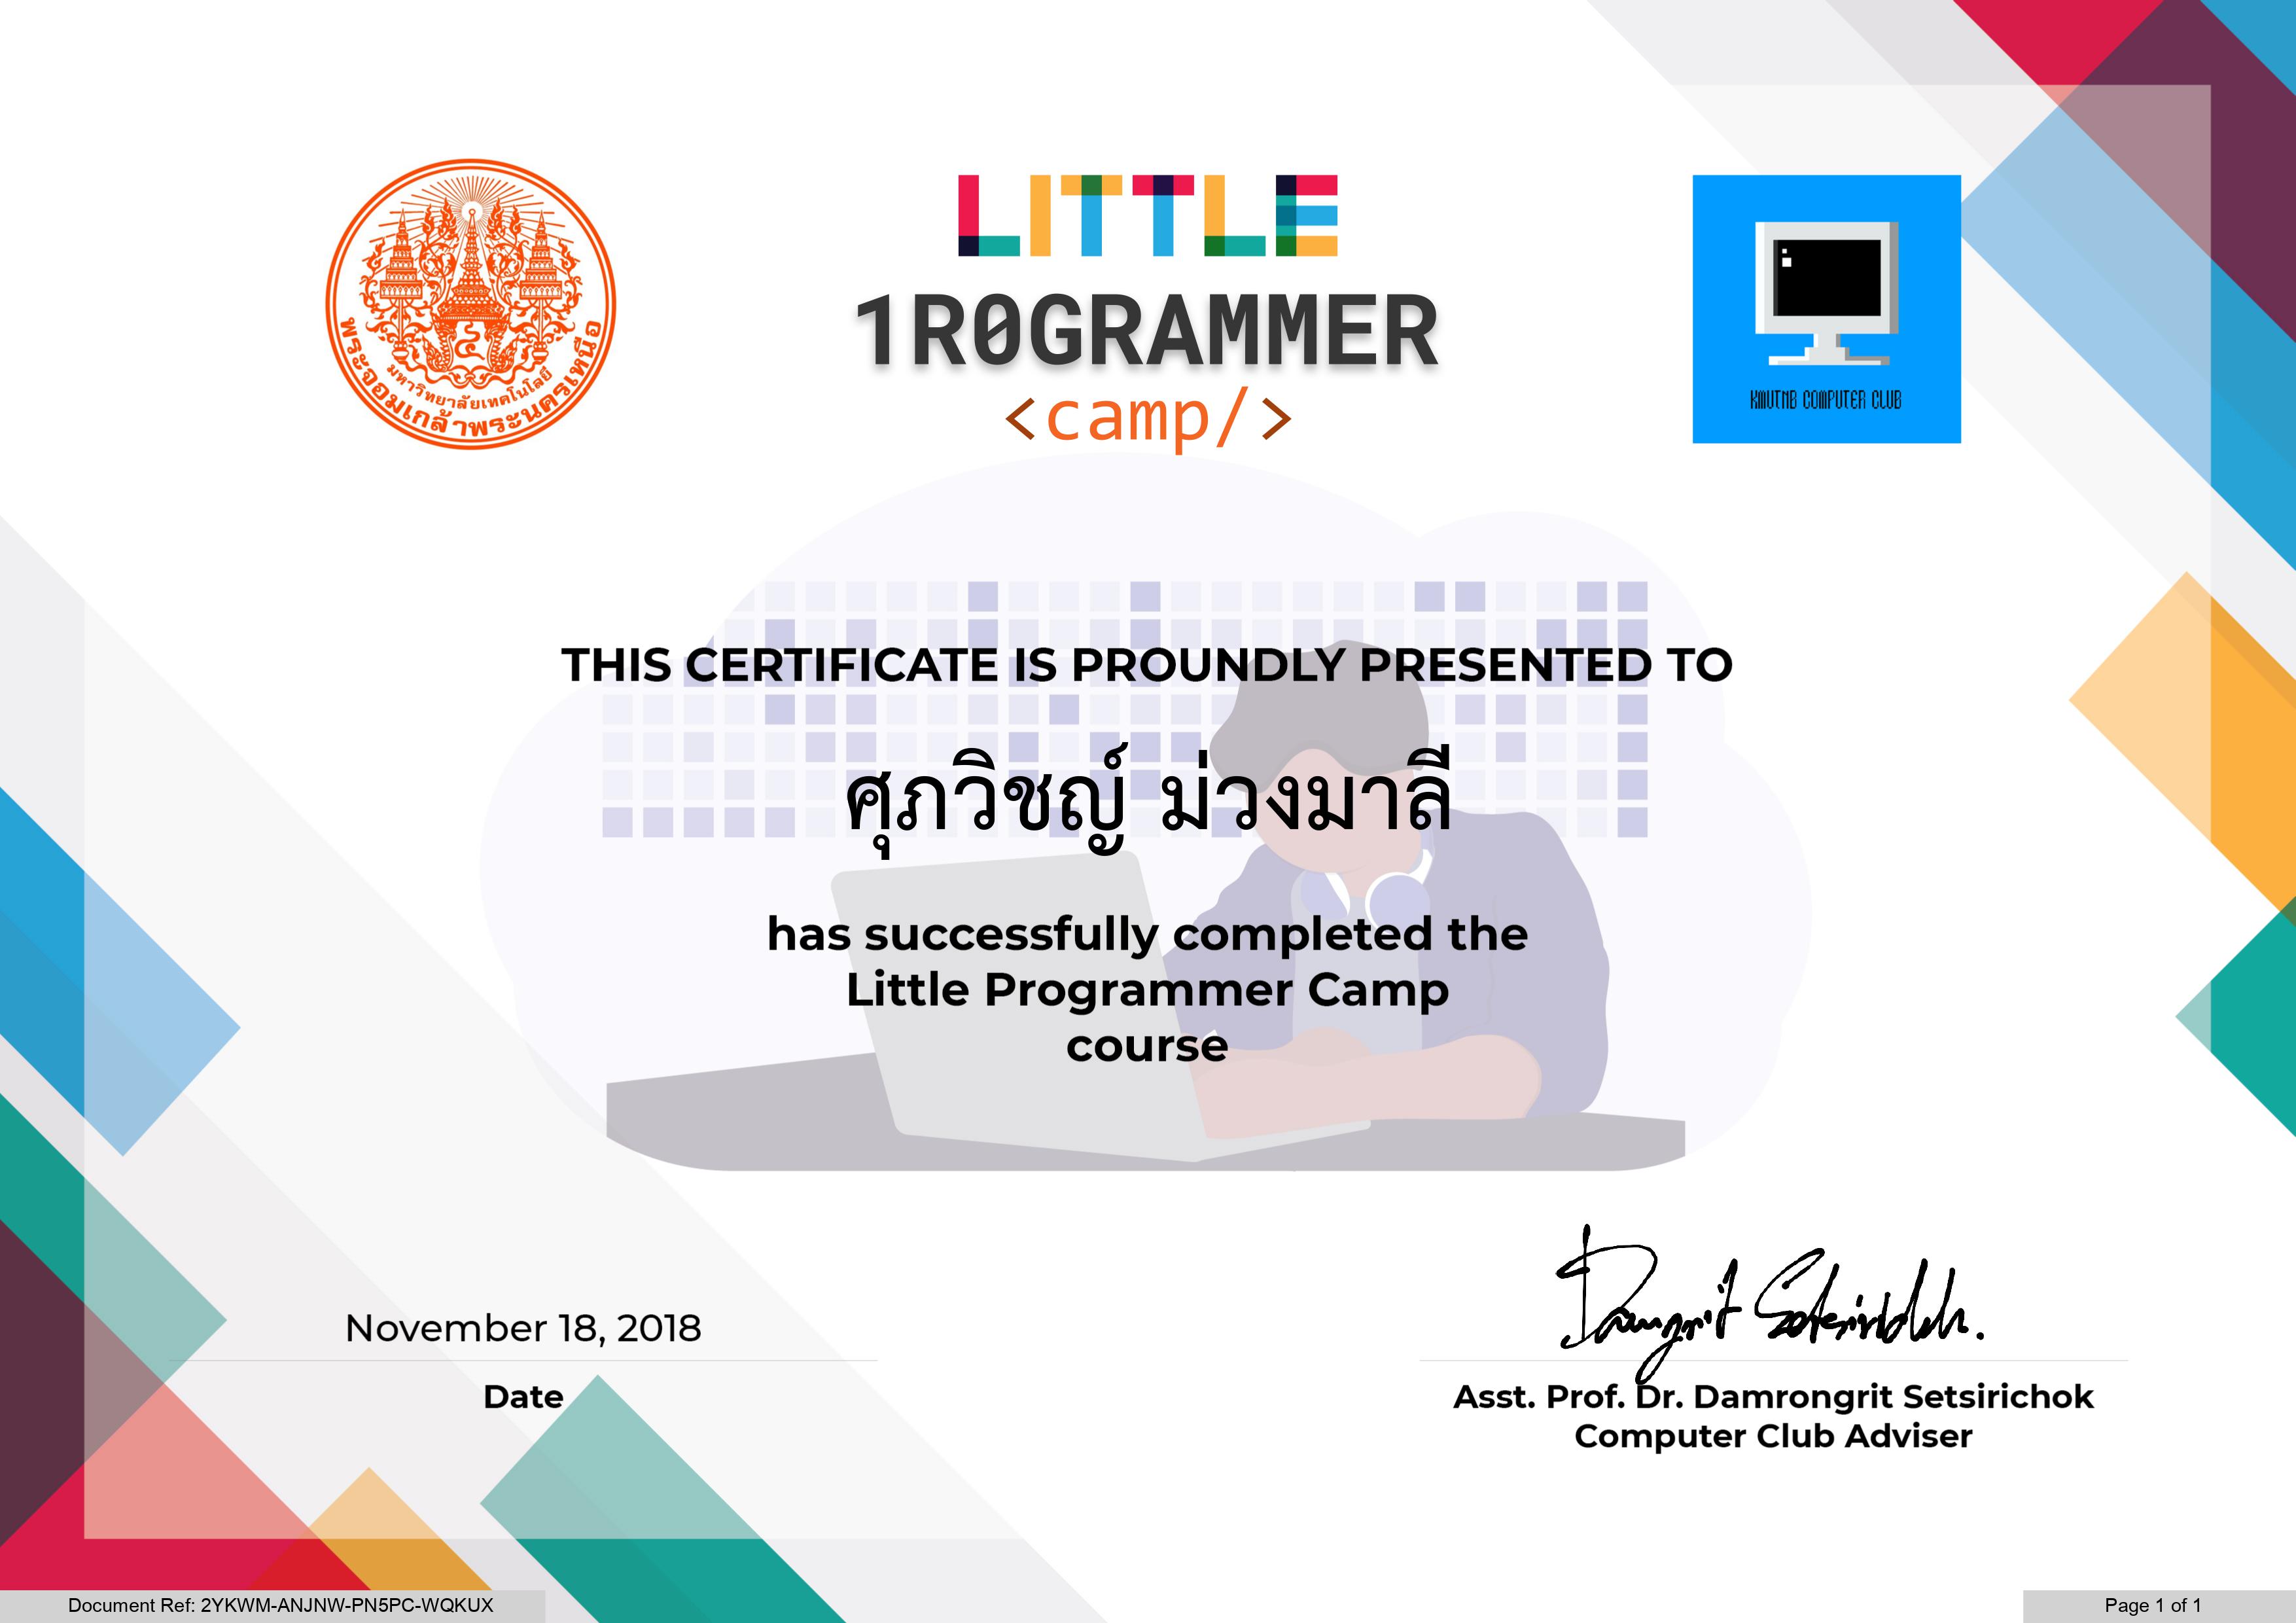 มหาวิทยาลัยเทคโนโลยี
พระจอมเกล้าพระนครเหนือ
LITTLE
1R0GRAMMER
<camp/>
KMUTNB COMPUTER CLUB
THIS CERTIFICATE IS PROUNDLY PRESENTED TO
ศุภวิชญ์ ม่วงมาลี
has successfully completed the
Little Programmer Camp
course
November 18, 2018
Date
Damrongrit Setsirichok.
Asst. Prof. Dr. Damrongrit Setsirichok
Computer Club Adviser
Document Ref: 2YKWM-ANJNW-PN5PC-WQKUX
Page 1 of 1